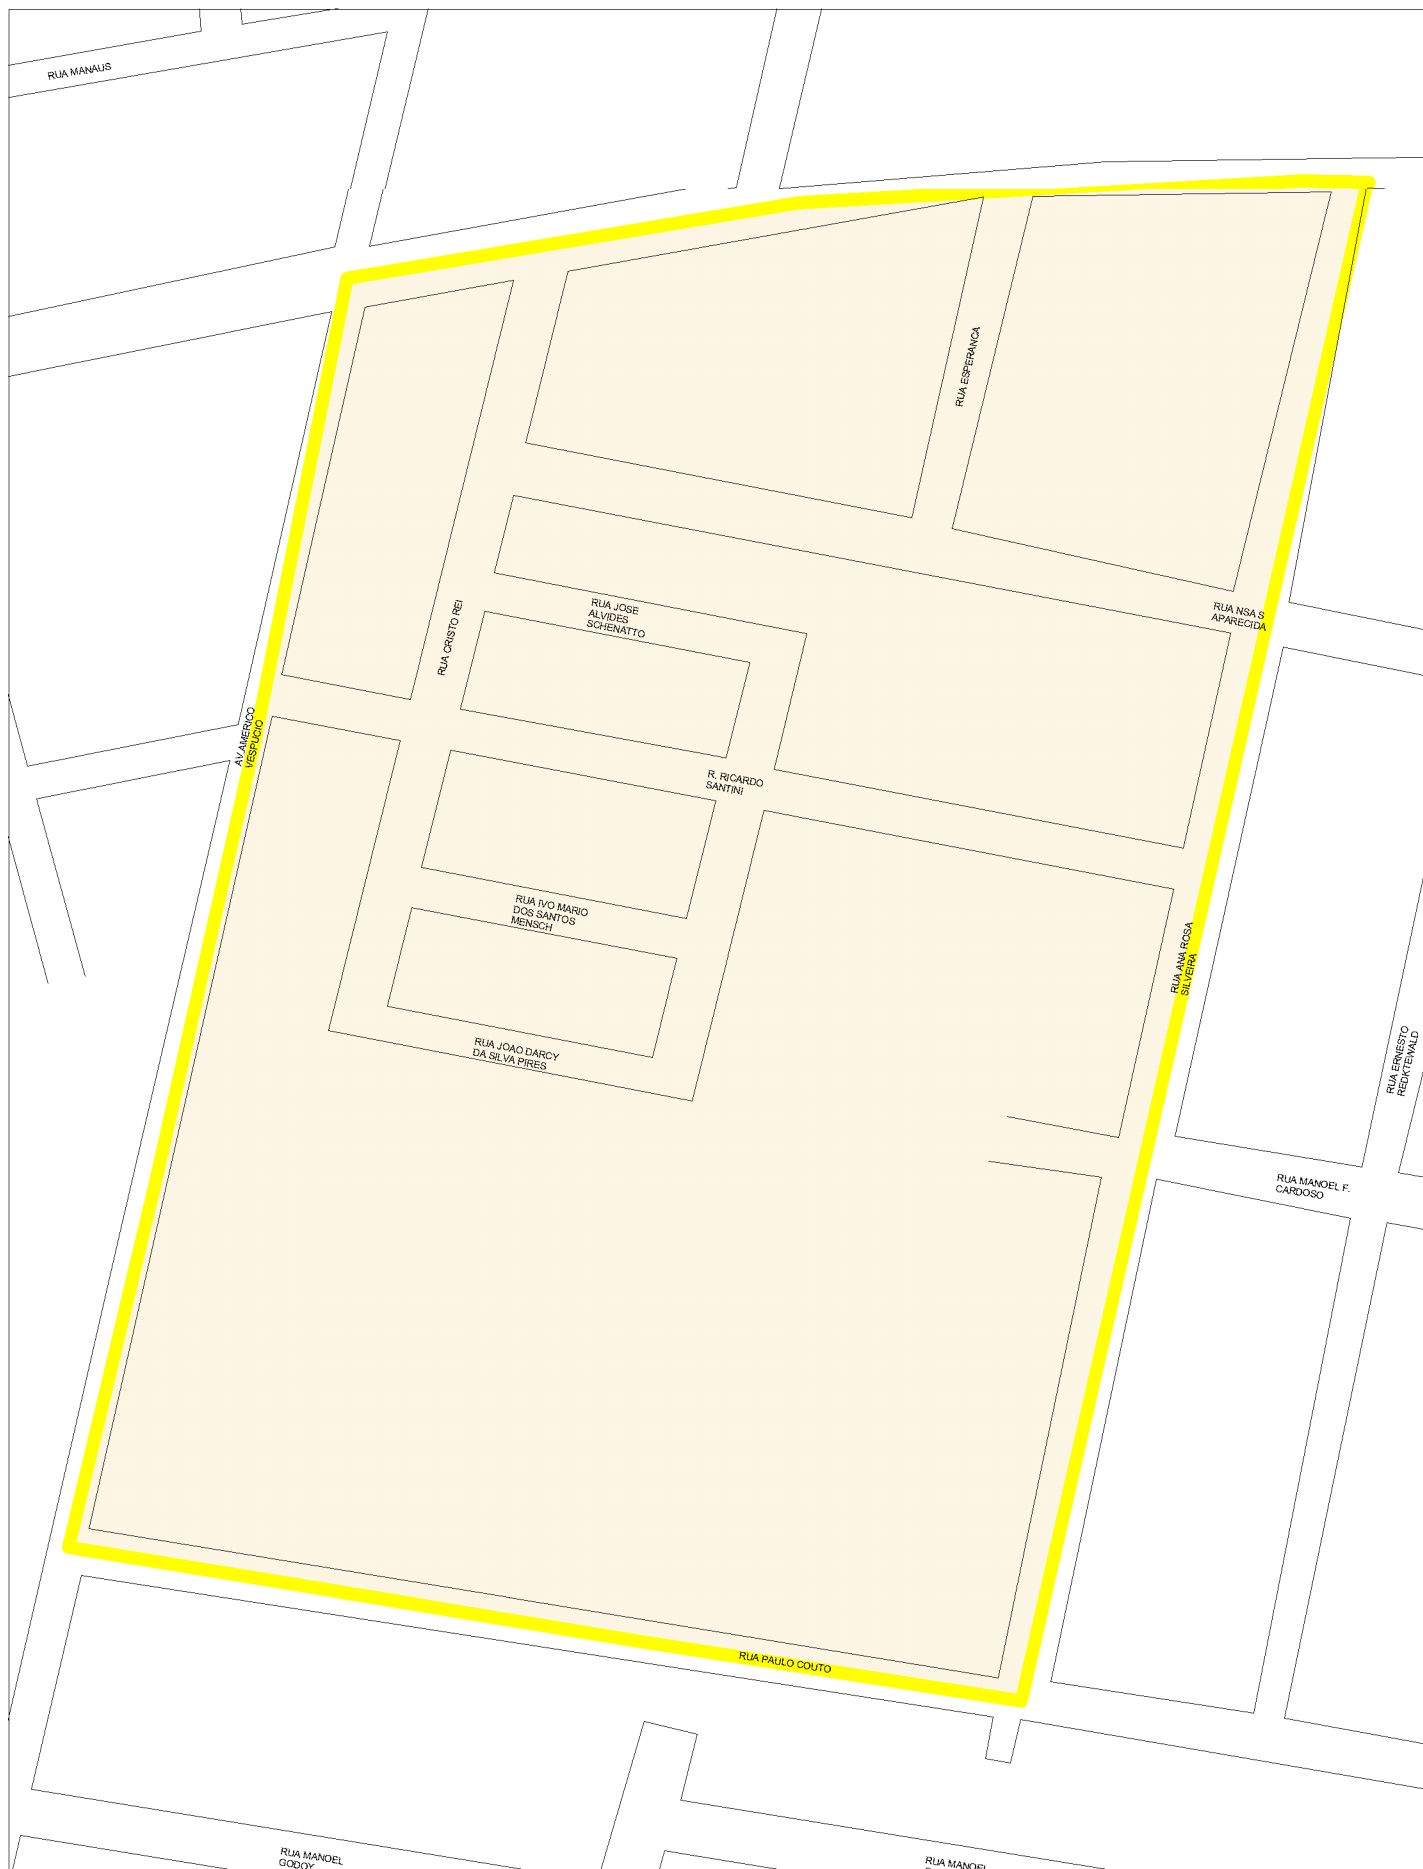 RUA MANAUS
RUA ESPERANCA
RUA JOSE
ALVIDES
SCHENATTO
RUA NSA S
APARECIDA
RUA CRISTO REI
AV AMERICO
VESPUCIO
R. RICARDO
SANTINI
RUA IVO MARIO
DOS SANTOS
MENSCH
RUA ANA ROSA
SILVEIRA
RUA JOAO DARCY
DA SILVA PIRES
RUA ERNESTO
REDKTEWALD
RUA MANOEL F.
CARDOSO
RUA PAULO COUTO
RUA MANOEL
GODOY
RUA MANOEL